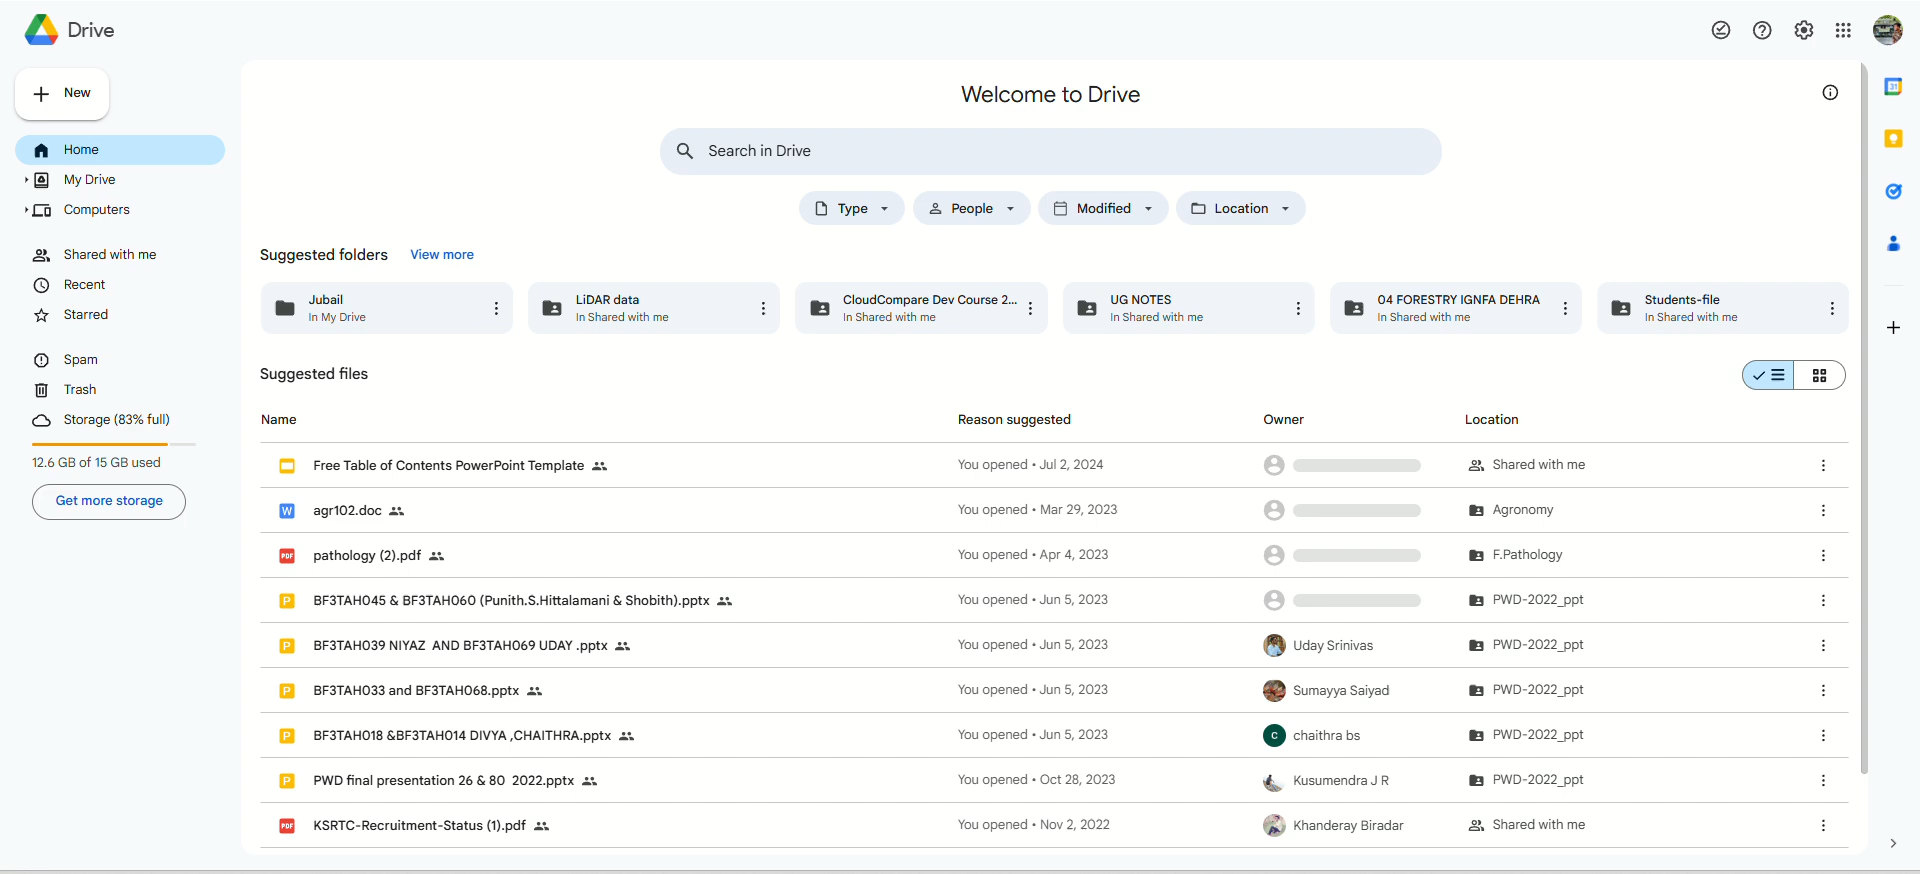 Drive
New
Home
My Drive
Computers
Shared with me
Recent
Starred
Spam
Trash
Storage (83% full)
12.6 GB of 15 GB used
Get more storage
Welcome to Drive
Search in Drive
Type People Modified Location
Suggested folders View more
Jubail
In My Drive
LiDAR data
In Shared with me
CloudCompare Dev Course 2...
In Shared with me
UG NOTES
In Shared with me
04 FORESTRY IGNFA DEHRA
In Shared with me
Students-file
In Shared with me
Suggested files
Name Reason suggested Owner Location
Free Table of Contents PowerPoint Template You opened • Jul 2, 2024 Shared with me
W agr102.doc You opened • Mar 29, 2023 Agronomy
PDF pathology (2).pdf You opened • Apr 4, 2023 F.Pathology
P BF3TAH045 & BF3TAH060 (Punith.S.Hittalamani & Shobith).pptx You opened • Jun 5, 2023 PWD-2022_ppt
P BF3TAH039 NIYAZ AND BF3TAH069 UDAY .pptx You opened • Jun 5, 2023 Uday Srinivas PWD-2022_ppt
P BF3TAH033 and BF3TAH068.pptx You opened • Jun 5, 2023 Sumayya Saiyad PWD-2022_ppt
P BF3TAH018 &BF3TAH014 DIVYA ,CHAITHRA.pptx You opened • Jun 5, 2023 c chaithra bs PWD-2022_ppt
P PWD final presentation 26 & 80 2022.pptx You opened • Oct 28, 2023 Kusumendra J R PWD-2022_ppt
PDF KSRTC-Recruitment-Status (1).pdf You opened • Nov 2, 2022 Khanderay Biradar Shared with me
31